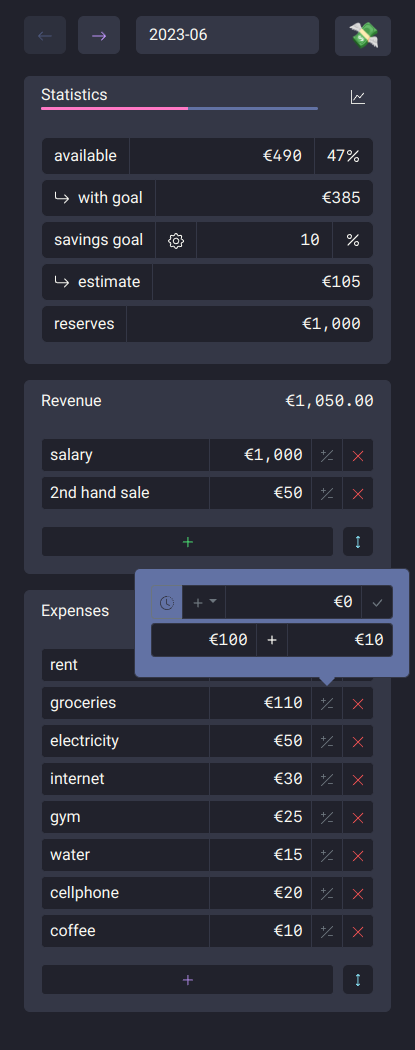 2023-06
Statistics
available €490 47%
with goal €385
savings goal 10 %
estimate €105
reserves €1,000
Revenue €1,050.00
salary €1,000
2nd hand sale €50
+
+ €0
€100 + €10
Expenses
rent
groceries €110
electricity €50
internet €30
gym €25
water €15
cellphone €20
coffee €10
+